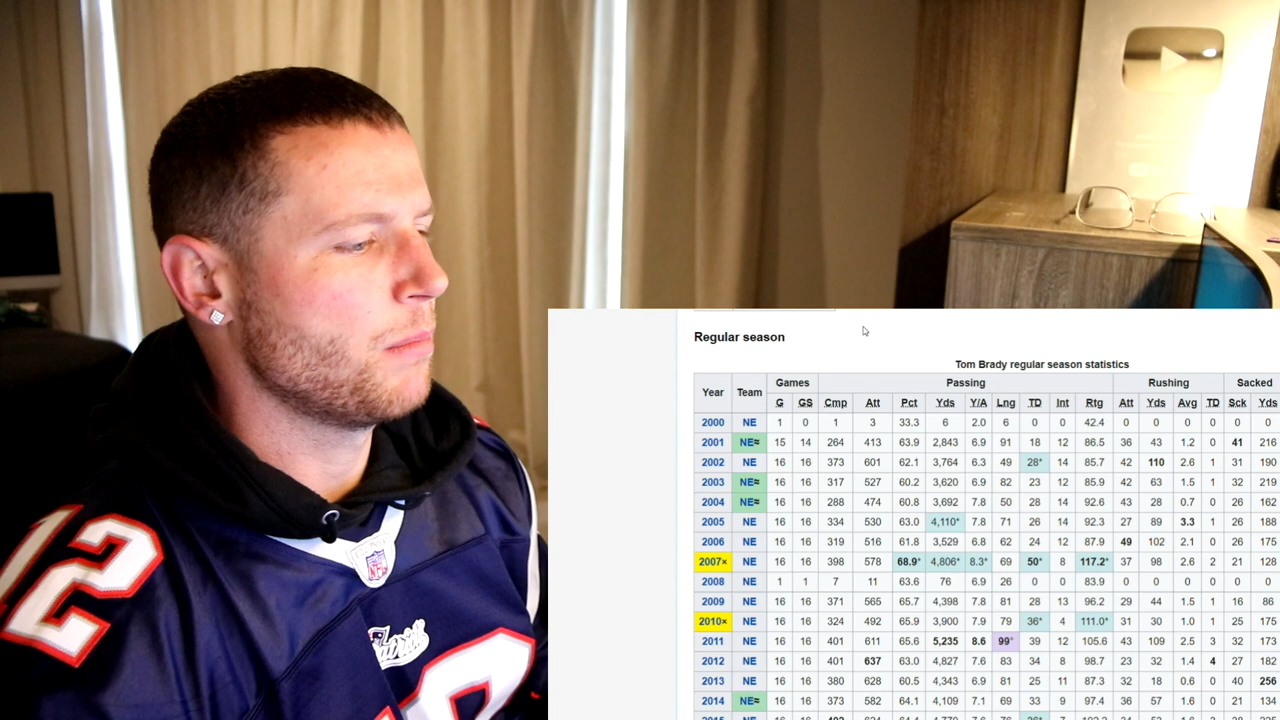 12
NFL
Patriots
Regular season
Tom Brady regular season statistics
Year Team Games Passing Rushing Sacked
G GS Cmp Att Pct Yds Y/A Lng TD Int Rtg Att Yds Avg TD Sck Yds
2000 NE 1 0 1 3 33.3 6 2.0 6 0 0 42.4 0 0 0 0 0 0
2001 NE≈ 15 14 264 413 63.9 2,843 6.9 91 18 12 86.5 36 43 1.2 0 41 216
2002 NE 16 16 373 601 62.1 3,764 6.3 49 28* 14 85.7 42 110 2.6 1 31 190
2003 NE≈ 16 16 317 527 60.2 3,620 6.9 82 23 12 85.9 42 63 1.5 1 32 219
2004 NE≈ 16 16 288 474 60.8 3,692 7.8 50 28 14 92.6 43 28 0.7 0 26 162
2005 NE 16 16 334 530 63.0 4,110* 7.8 71 26 14 92.3 27 89 3.3 1 26 188
2006 NE 16 16 319 516 61.8 3,529 6.8 62 24 12 87.9 49 102 2.1 0 26 175
2007× NE 16 16 398 578 68.9* 4,806* 8.3* 69 50* 8 117.2* 37 98 2.6 2 21 128
2008 NE 1 1 7 11 63.6 76 6.9 26 0 0 83.9 0 0 0 0 0 0
2009 NE 16 16 371 565 65.7 4,398 7.8 81 28 13 96.2 29 44 1.5 1 16 86
2010× NE 16 16 324 492 65.9 3,900 7.9 79 36* 4 111.0* 31 30 1.0 1 25 175
2011 NE 16 16 401 611 65.6 5,235 8.6 99* 39 12 105.6 43 109 2.5 3 32 173
2012 NE 16 16 401 637 63.0 4,827 7.6 83 34 8 98.7 23 32 1.4 4 27 182
2013 NE 16 16 380 628 60.5 4,343 6.9 81 25 11 87.3 32 18 0.6 0 40 256
2014 NE≈ 16 16 373 582 64.1 4,109 7.1 69 33 9 97.4 36 57 1.6 0 21 134